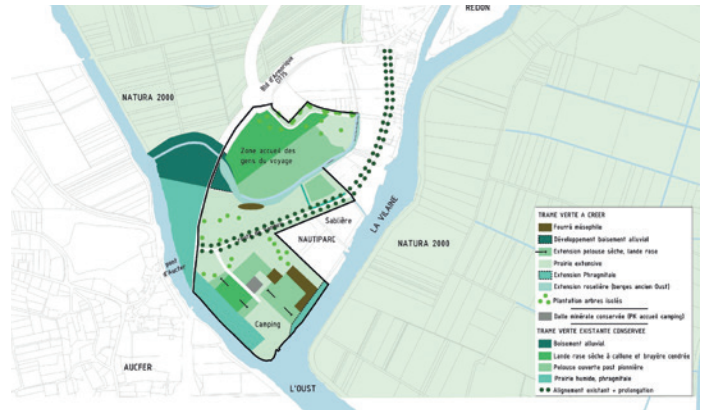 REDON
Bld d'Armorique
D775
NATURA 2000
Zone accueil des
gens du voyage
LA VILAINE
Sablière
NAUTIPARC
NATURA 2000
pont
d'Aucfer
Camping
AUCFER
L'OUST
TRAME VERTE A CREER
Fourré mésophile
Développement boisement alluvial
Extension pelouse sèche, lande rase
Prairie extensive
Extension Phragmitaie
Extension roselière (berges ancien Oust)
Plantation arbres isolés
Dalle minérale conservée (PK accueil camping)
TRAME VERTE EXISTANTE CONSERVEE
Boisement alluvial
Lande rase sèche à callune et bruyère cendrée
Pelouse ouverte post pionnière
Prairie humide, phragmitaie
Alignement existant + prolongation